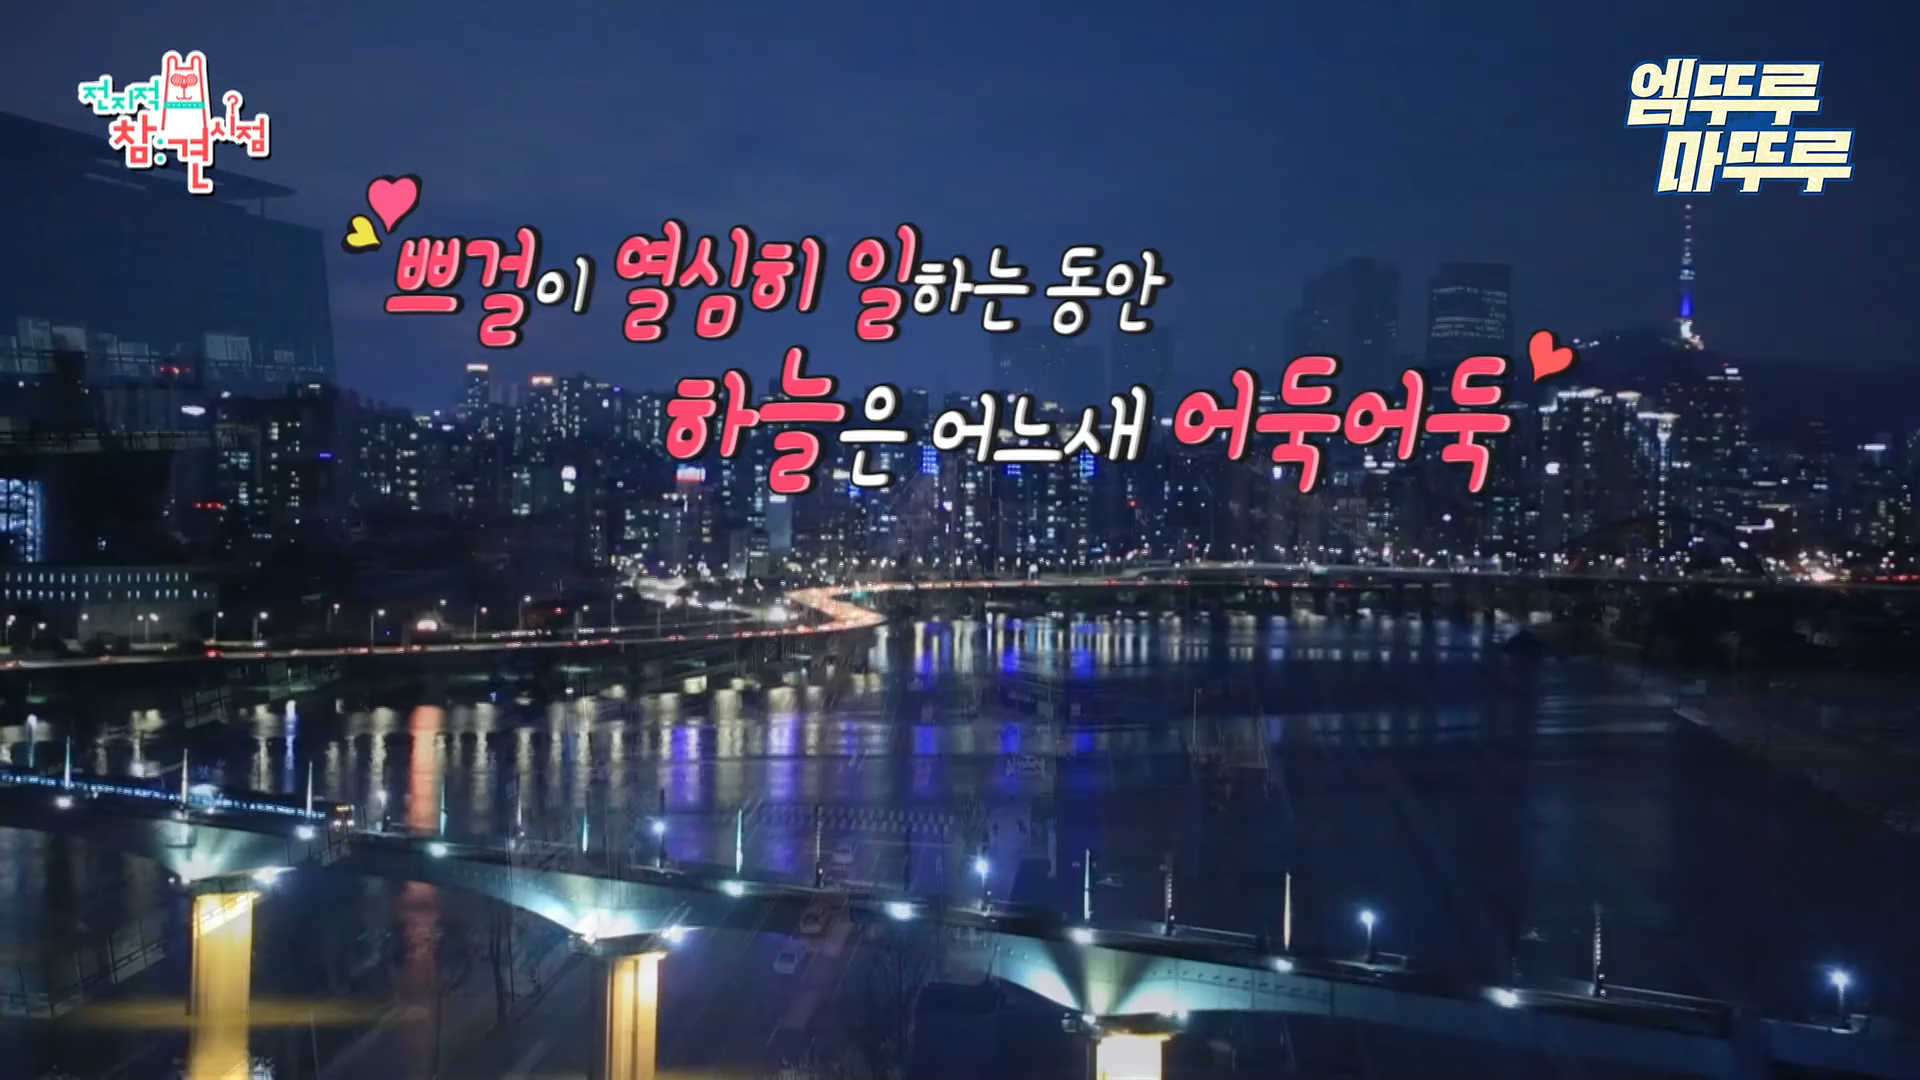 전지적
참견시점
엠뚜루
마뚜루
쁘걸이 열심히 일하는 동안
하늘은 어느새 어둑어둑